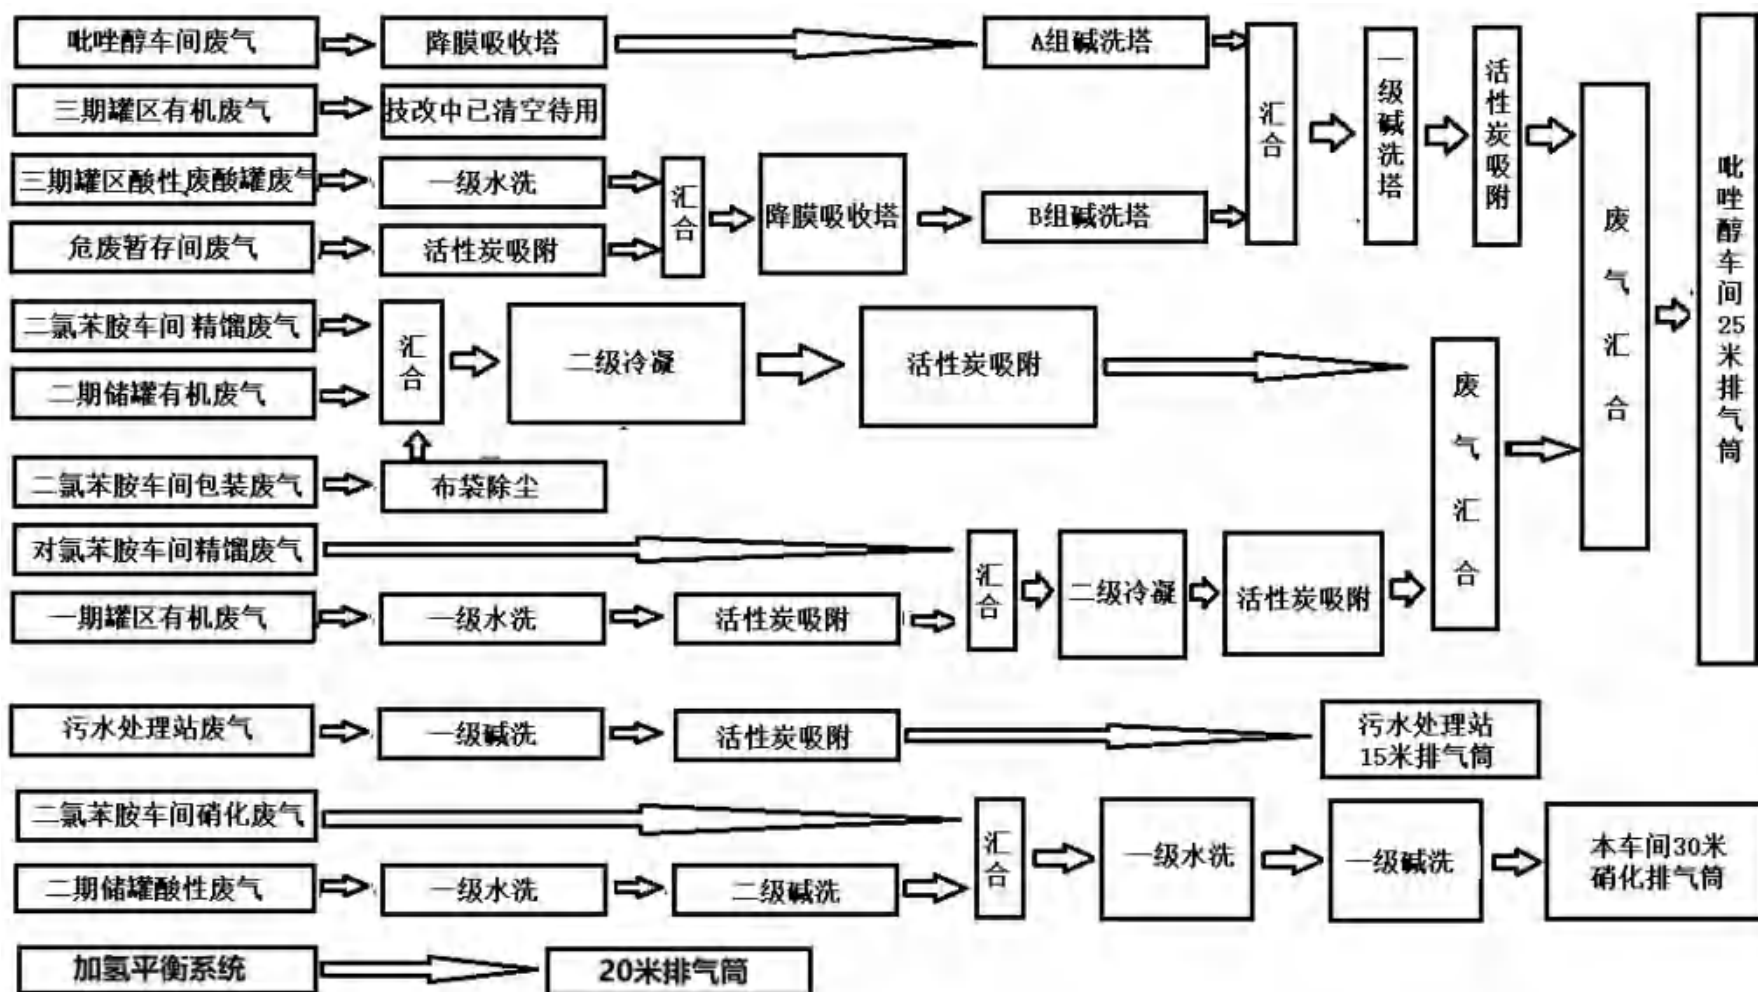 吡唑醇车间废气
降膜吸收塔
A组碱洗塔
三期罐区有机废气
技改中已清空待用
三期罐区酸性废酸罐废气
一级水洗
危废暂存间废气
活性炭吸附
汇合
降膜吸收塔
B组碱洗塔
汇合
一级碱洗塔
活性炭吸附
二氯苯胺车间精馏废气
二期储罐有机废气
汇合
二级冷凝
活性炭吸附
二氯苯胺车间包装废气
布袋除尘
对氯苯胺车间精馏废气
一期罐区有机废气
一级水洗
活性炭吸附
汇合
二级冷凝
活性炭吸附
废气汇合
废气汇合
吡唑醇车间25米排气筒
污水处理站废气
一级碱洗
活性炭吸附
污水处理站
15米排气筒
二氯苯胺车间硝化废气
二期储罐酸性废气
一级水洗
二级碱洗
汇合
一级水洗
一级碱洗
本车间30米
硝化排气筒
加氢平衡系统
20米排气筒